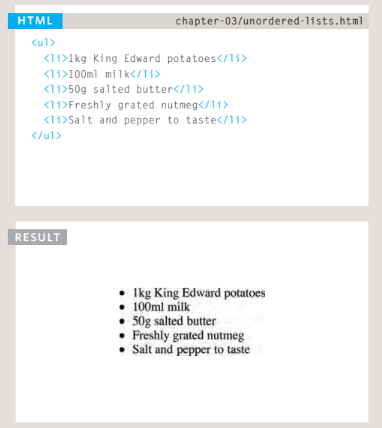 HTML chapter-03/unordered-lists.html
<ul>
<li>1kg King Edward potatoes</li>
<li>100ml milk</li>
<li>50g salted butter</li>
<li>Freshly grated nutmeg</li>
<li>Salt and pepper to taste</li>
</ul>
RESULT
• 1kg King Edward potatoes
• 100ml milk
• 50g salted butter
• Freshly grated nutmeg
• Salt and pepper to taste